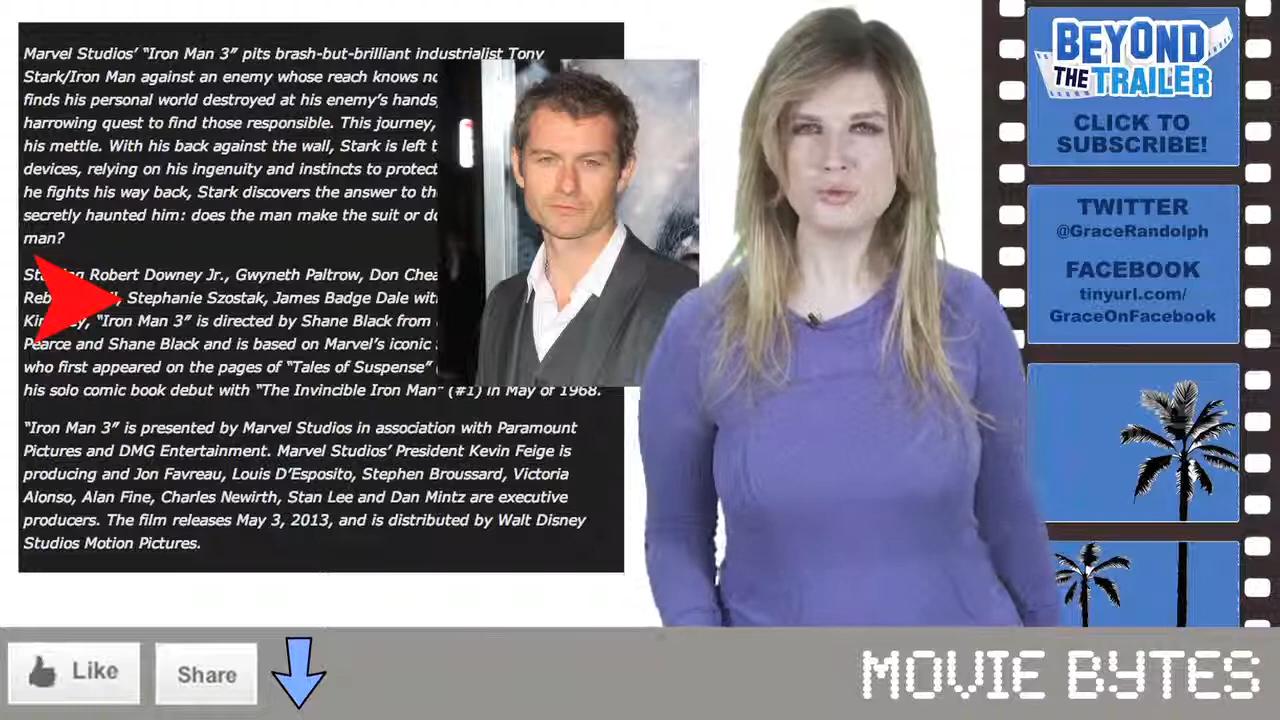 Marvel Studios' "Iron Man 3" pits brash-but-brilliant industrialist Tony
Stark/Iron Man against an enemy whose reach knows
finds his personal world destroyed at his enemy's hands,
harrowing quest to find those responsible. This journey,
his mettle. With his back against the wall, Stark is left
devices, relying on his ingenuity and instincts to protect
he fights his way back, Stark discovers the answer to
secretly haunted him: does the man make the suit or
man?
Robert Downey Jr., Gwyneth Paltrow, Don
Stephanie Szostak, James Badge Dale
"Iron Man 3" is directed by Shane Black from
Pearce and Shane Black and is based on Marvel's iconic
who first appeared on the pages of "Tales of Suspense"
his solo comic book debut with "The Invincible Iron Man" (#1) in May of 1968.
"Iron Man 3" is presented by Marvel Studios in association with Paramount
Pictures and DMG Entertainment. Marvel Studios' President Kevin Feige is
producing and Jon Favreau, Louis D'Esposito, Stephen Broussard, Victoria
Alonso, Alan Fine, Charles Newirth, Stan Lee and Dan Mintz are executive
producers. The film releases May 3, 2013, and is distributed by Walt Disney
Studios Motion Pictures.
BEYOND
THE TRAILER
CLICK TO
SUBSCRIBE!
TWITTER
@GraceRandolph
FACEBOOK
tinyurl.com/
GraceOnFacebook
Like
Share
MOVIE BYTES